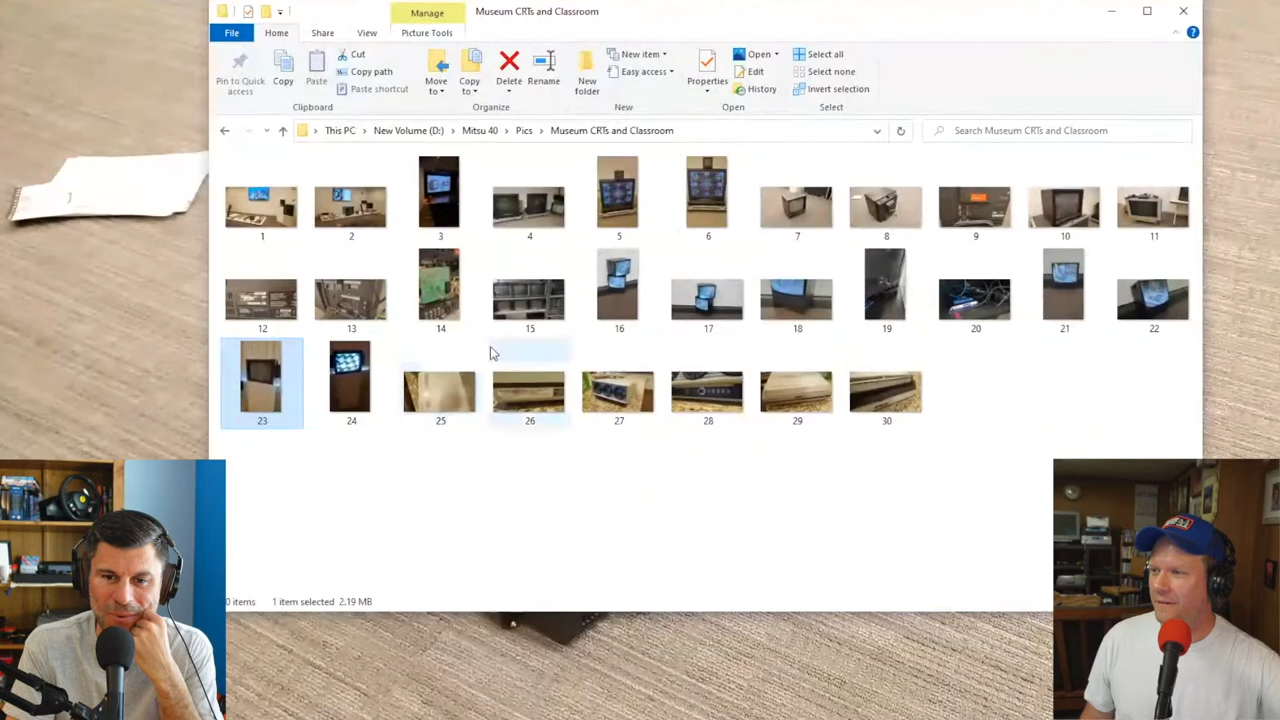 Manage
Museum CRTs and Classroom
File
Home
Share
View
Picture Tools
Pin to Quick access
Copy
Paste
Cut
Copy path
Paste shortcut
Clipboard
Move to
Copy to
Delete
Rename
Organize
New folder
New item
Easy access
New
Properties
Open
Edit
History
Open
Select all
Select none
Invert selection
Select
This PC
New Volume (D:)
Mitsu 40
Pics
Museum CRTs and Classroom
Search Museum CRTs and Classroom
1 2 3 4 5 6 7 8 9 10 11
12 13 14 15 16 17 18 19 20 21 22
23 24 25 26 27 28 29 30
0 items 1 item selected 2.19 MB